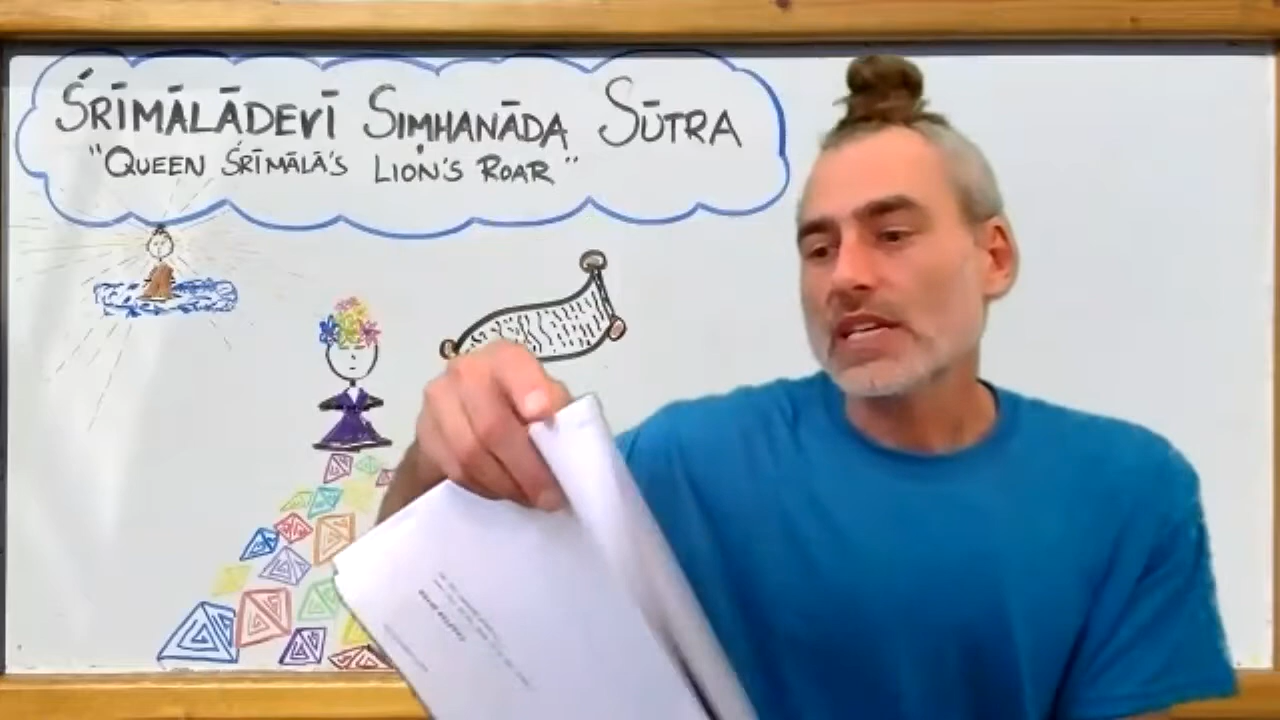 ŚRĪMĀLĀDEVĪ SIṂHANĀDA SŪTRA
"QUEEN ŚRĪMĀLĀ'S LION'S ROAR"